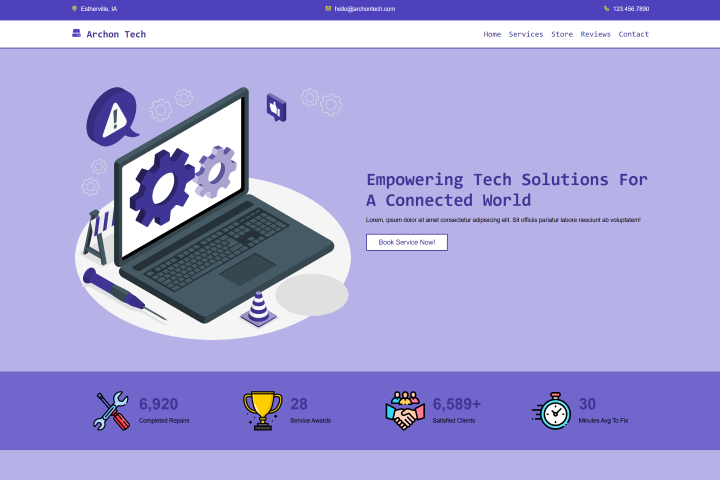 Estherville, IA
hello@archontech.com
123.456.7890
Archon Tech
Home Services Store Reviews Contact
Empowering Tech Solutions For
A Connected World
Lorem, ipsum dolor sit amet consectetur adipisicing elit. Sit officiis pariatur labore nesciunt ab voluptatem!
Book Service Now!
6,920
Completed Repairs
28
Service Awards
6,589+
Satisfied Clients
30
Minutes Avg To Fix